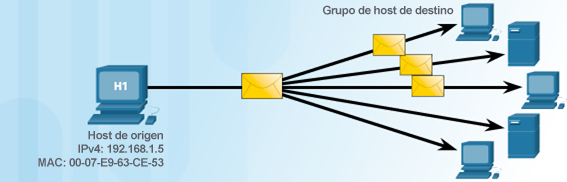 Grupo de host de destino
H1
Host de origen
IPv4: 192.168.1.5
MAC: 00-07-E9-63-CE-53